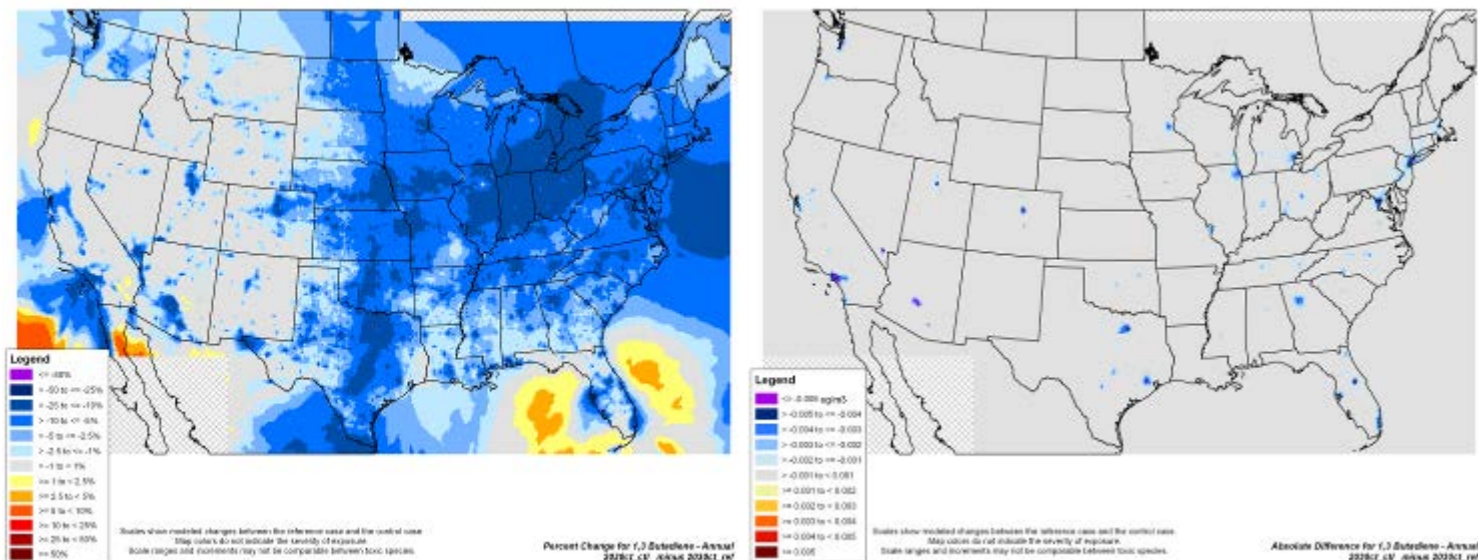 Legend
<= -50%
> -50 to <= -25%
> -25 to <= -10%
> -10 to <= -5%
> -5 to <= -2.5%
> -2.5 to <= -1%
> -1 to < 1%
>= 1 to < 2.5%
>= 2.5 to < 5%
>= 5 to < 10%
>= 10 to < 25%
>= 25 to < 50%
>= 50%
Scales show modeled changes between the reference case and the control case.
Map colors do not indicate the severity of exposure.
Scale ranges and increments may not be comparable between toxic species.
Percent Change for 1,3 Butadiene - Annual
minus
Legend
ug/m3
> -0.005 to <= -0.004
> -0.004 to <= -0.003
> -0.003 to <= -0.002
> -0.002 to <= -0.001
> -0.001 to < 0.001
>= 0.001 to < 0.002
>= 0.002 to < 0.003
>= 0.003 to < 0.004
>= 0.004 to < 0.005
>= 0.005
Scales show modeled changes between the reference case and the control case.
Map colors do not indicate the severity of exposure.
Scale ranges and increments may not be comparable between toxic species.
Absolute Difference for 1,3 Butadiene - Annual
minus